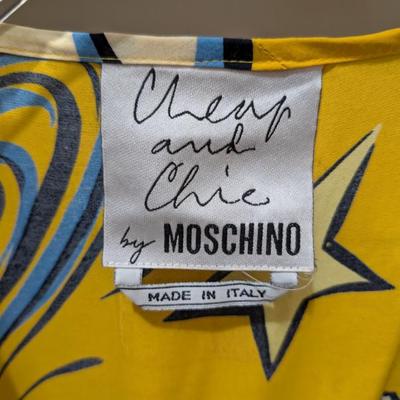 Cheap
and
Chic
by MOSCHINO
MADE IN ITALY